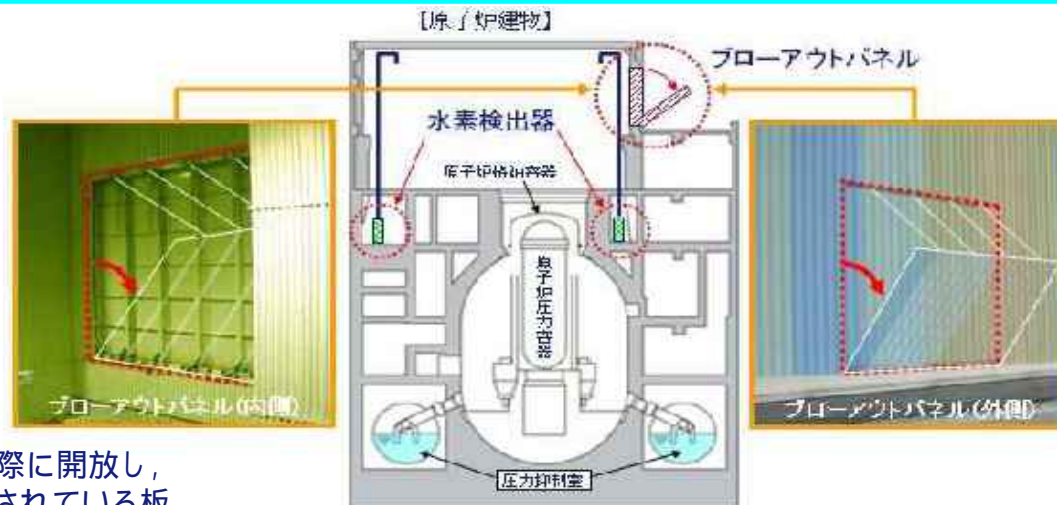 【原子炉建物】
ブローアウトパネル
水素検出器
原子炉格納容器
原子炉圧力容器
ブローアウトパネル(内側)
ブローアウトパネル(外側)
圧力抑制室
際に開放し,
されている板